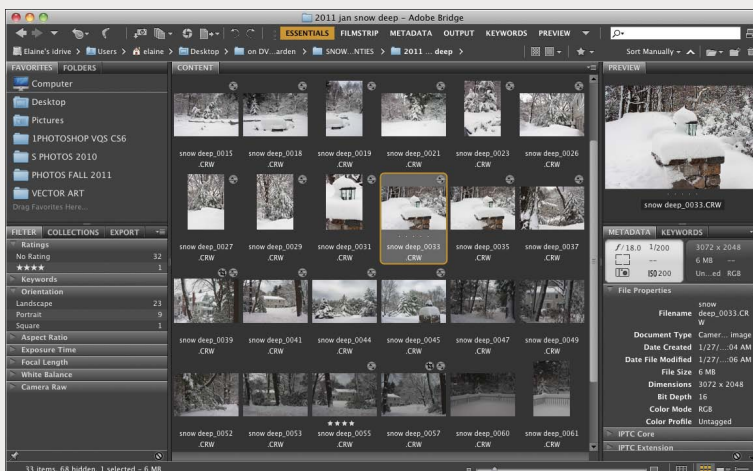 2011 jan snow deep – Adobe Bridge
ESSENTIALS FILMSTRIP METADATA OUTPUT KEYWORDS PREVIEW
Elaine's idrive > Users > elaine > Desktop > on DV...arden > SNOW...NTIES > 2011 ... deep > Sort Manually
FAVORITES FOLDERS
Computer
Desktop
Pictures
1PHOTOSHOP VQS CS6
S PHOTOS 2010
PHOTOS FALL 2011
VECTOR ART
Drag Favorites Here...
FILTER COLLECTIONS EXPORT
Ratings
No Rating 32
★★★★ 1
Keywords
Orientation
Landscape 23
Portrait 9
Square 1
Aspect Ratio
Exposure Time
Focal Length
White Balance
Camera Raw
CONTENT
snow deep_0015 snow deep_0018 snow deep_0019 snow deep_0021 snow deep_0023 snow deep_0026
.CRW .CRW .CRW .CRW .CRW .CRW
snow deep_0027 snow deep_0029 snow deep_0031 snow deep_0033 snow deep_0035 snow deep_0037
.CRW .CRW .CRW .CRW .CRW .CRW
snow deep_0039 snow deep_0041 snow deep_0044 snow deep_0045 snow deep_0047 snow deep_0049
.CRW .CRW .CRW .CRW .CRW .CRW
★★★★
snow deep_0052 snow deep_0053 snow deep_0055 snow deep_0057 snow deep_0060 snow deep_0061
.CRW .CRW .CRW .CRW .CRW .CRW
PREVIEW
snow deep_0033.CRW
METADATA KEYWORDS
f/18.0 1/200 3072 x 2048
-- 6 MB --
ISO200 Un...ed RGB
File Properties
Filename snow
deep_0033.CR
W
Document Type Camer... image
Date Created 1/27/...:04 AM
Date File Modified 1/27/...:06 AM
File Size 6 MB
Dimensions 3072 x 2048
Bit Depth 16
Color Mode RGB
Color Profile Untagged
IPTC Core
IPTC Extension
33 items, 68 hidden, 1 selected – 6 MB